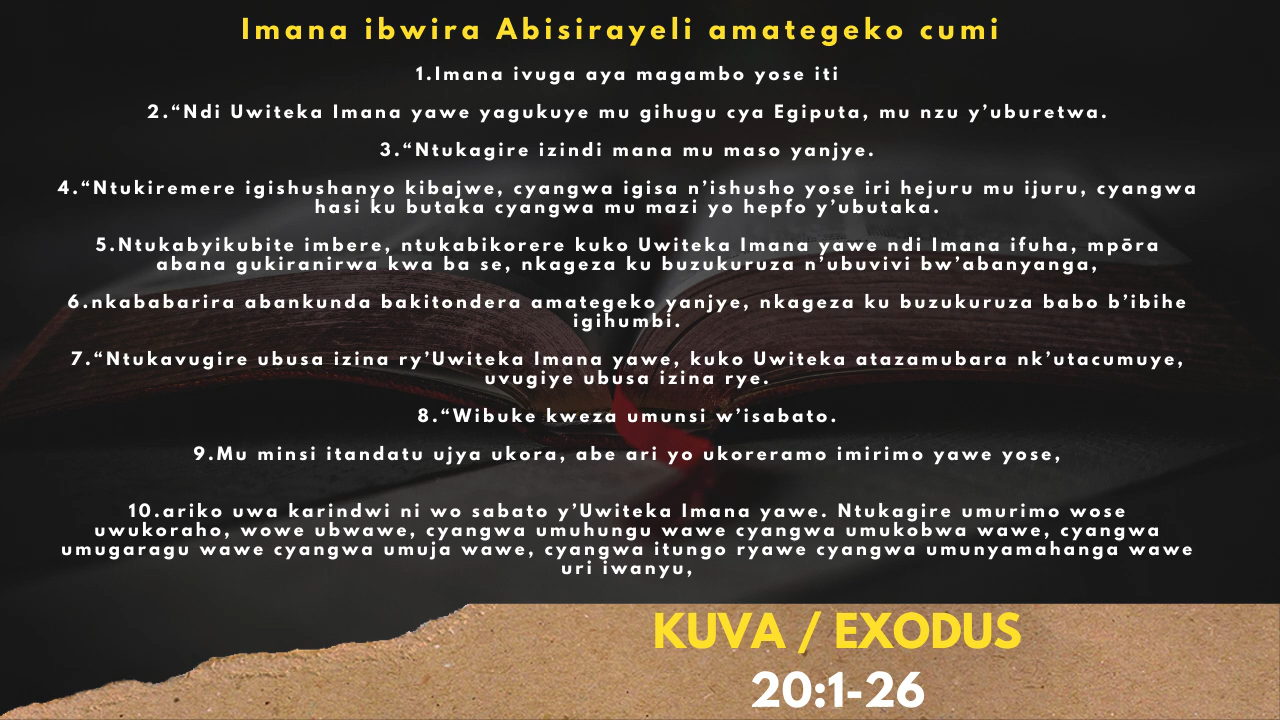 Imana ibwira Abisirayeli amategeko cumi
1.Imana ivuga aya magambo yose iti
2.“Ndi Uwiteka Imana yawe yagukuye mu gihugu cya Egiputa, mu nzu y’uburetwa.
3.“Ntukagire izindi mana mu maso yanjye.
4.“Ntukiremere igishushanyo kibajwe, cyangwa igisa n’ishusho yose iri hejuru mu ijuru, cyangwa
hasi ku butaka cyangwa mu mazi yo hepfo y’ubutaka.
5.Ntukabyikubite imbere, ntukabikorere kuko Uwiteka Imana yawe ndi Imana ifuha, mpōra
abana gukiranirwa kwa ba se, nkageza ku buzukuruza n’ubuvivi bw’abanyanga,
6.nkababarira abankunda bakitondera amategeko yanjye, nkageza ku buzukuruza babo b’ibihe
igihumbi.
7.“Ntukavugire ubusa izina ry’Uwiteka Imana yawe, kuko Uwiteka atazamubara nk’utacumuye,
uvugiye ubusa izina rye.
8.“Wibuke kweza umunsi w’isabato.
9.Mu minsi itandatu ujya ukora, abe ari yo ukoreramo imirimo yawe yose,
10.ariko uwa karindwi ni wo sabato y’Uwiteka Imana yawe. Ntukagire umurimo wose
uwukoraho, wowe ubwawe, cyangwa umuhungu wawe cyangwa umukobwa wawe, cyangwa
umugaragu wawe cyangwa umuja wawe, cyangwa itungo ryawe cyangwa umunyamahanga wawe
uri iwanyu,
KUVA / EXODUS
20:1-26